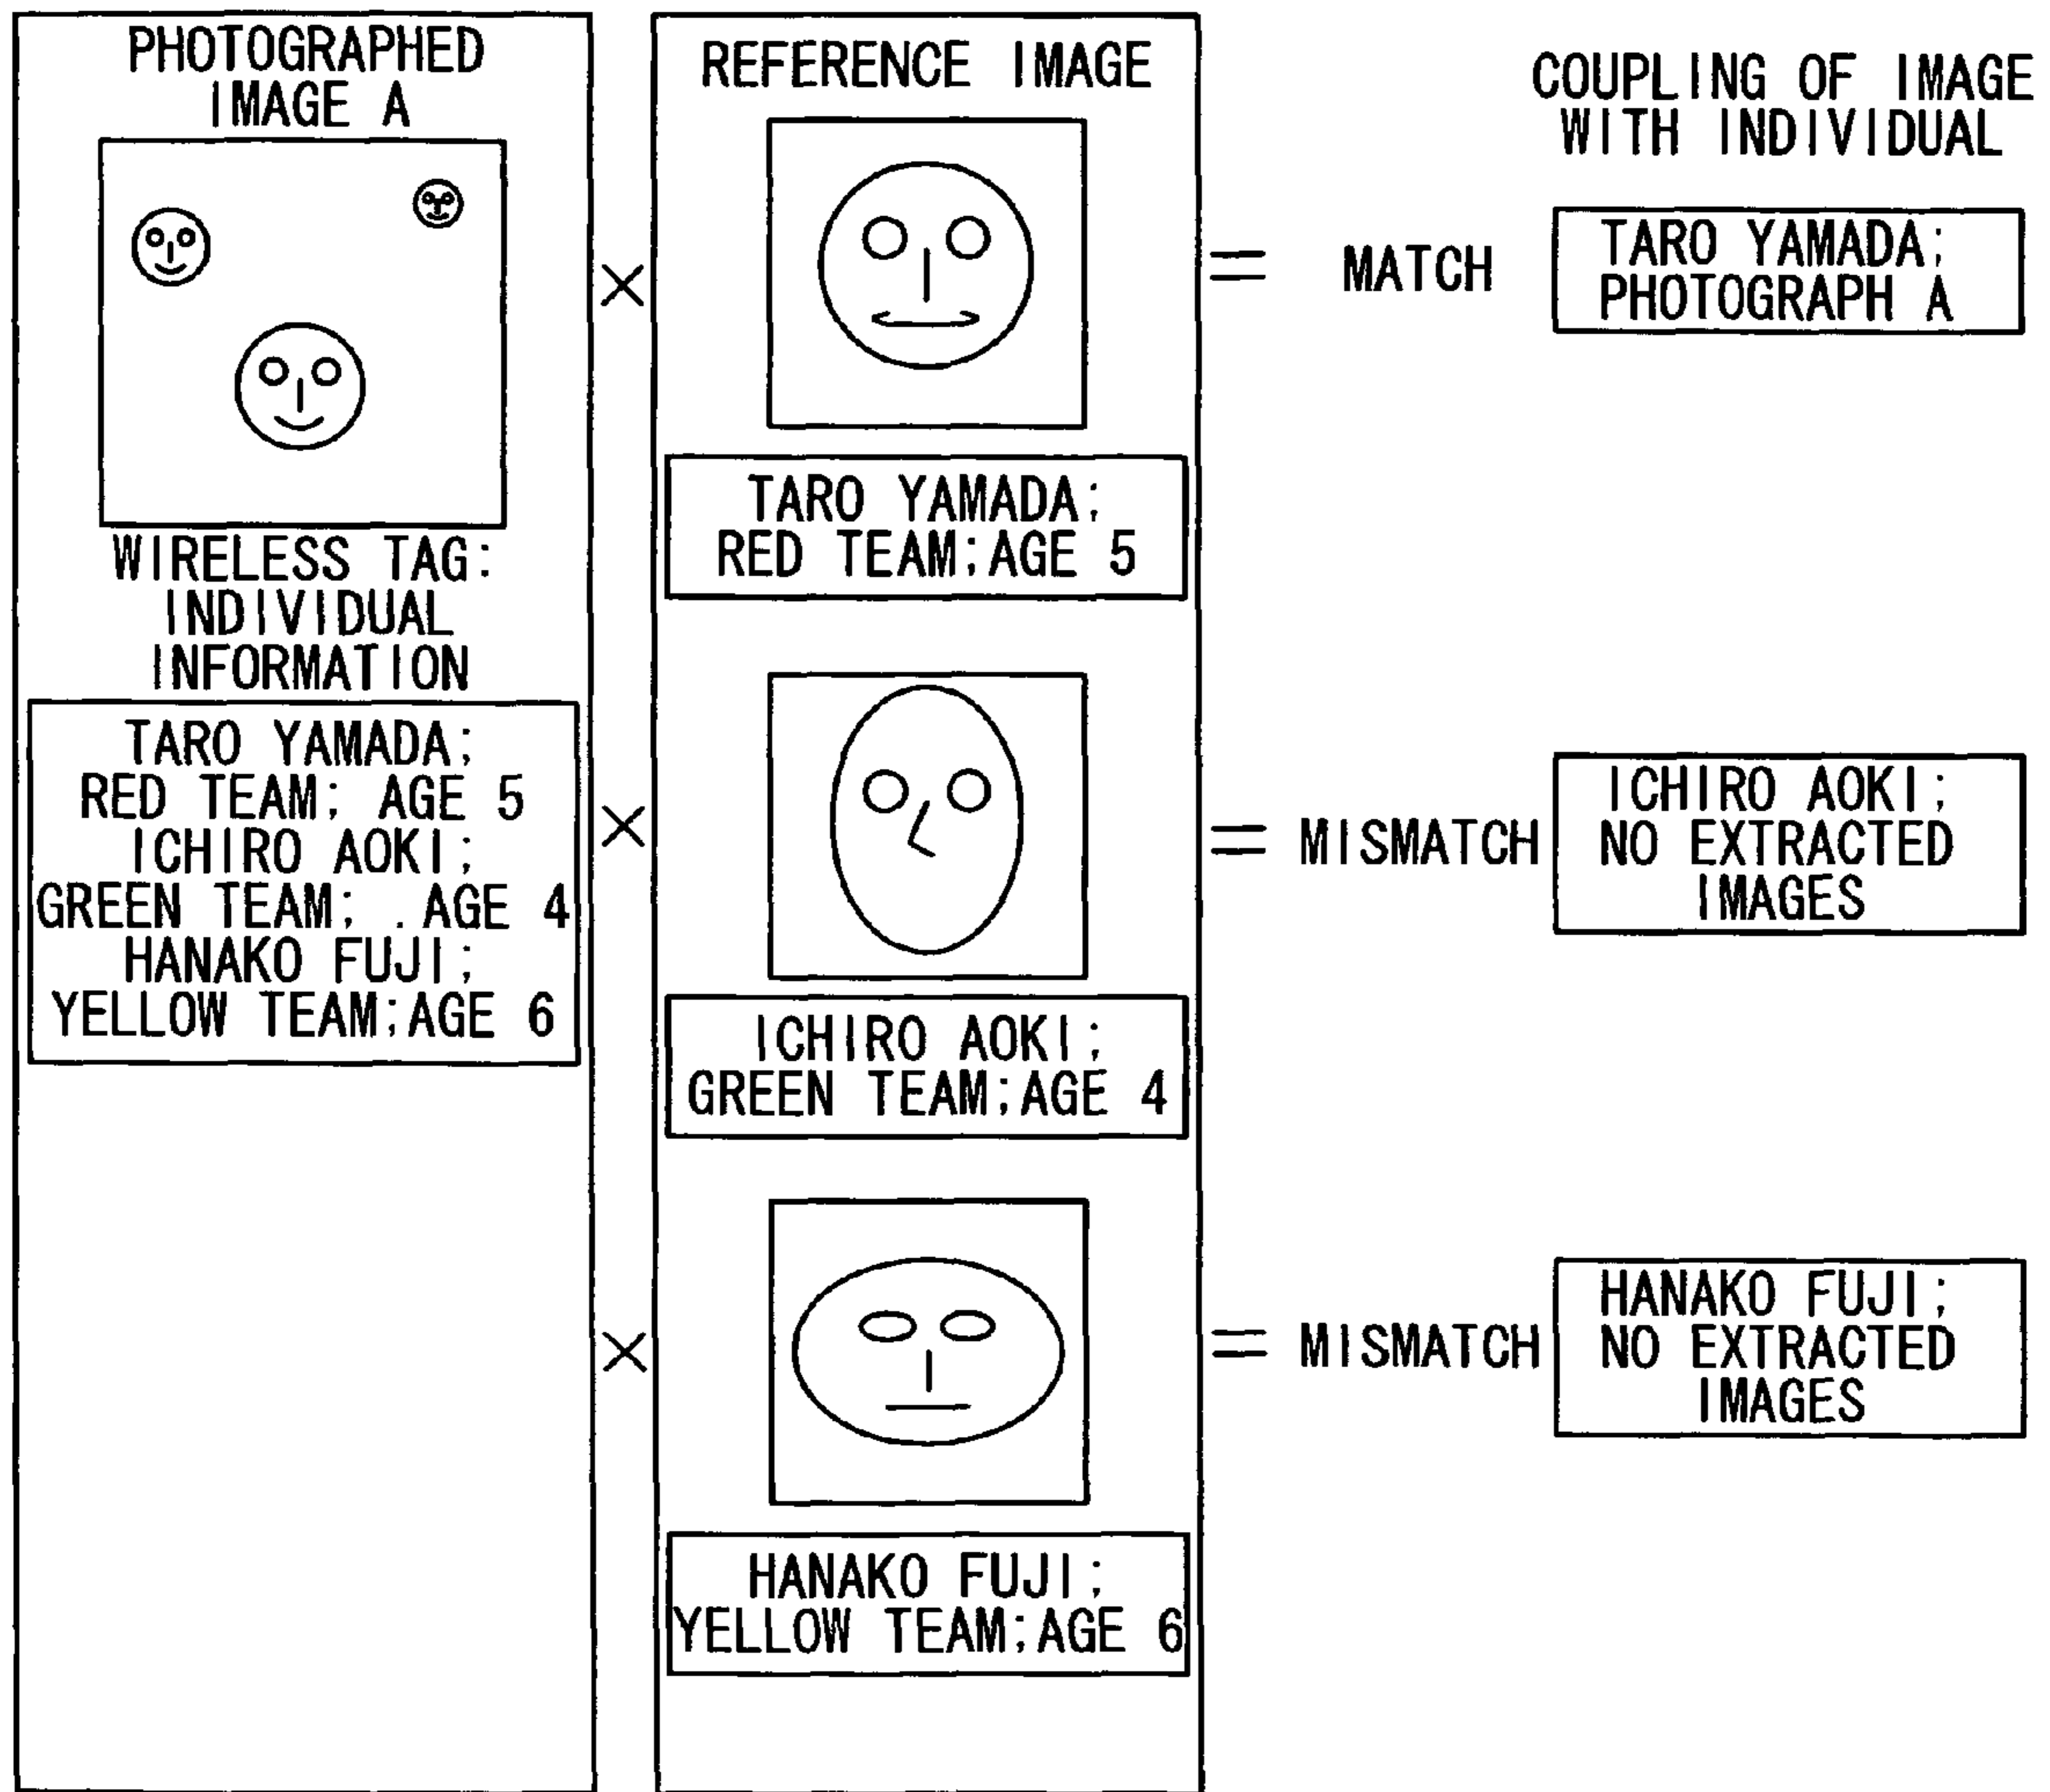 PHOTOGRAPHED
IMAGE A
WIRELESS TAG:
INDIVIDUAL
INFORMATION
TARO YAMADA;
RED TEAM; AGE 5
ICHIRO AOKI;
GREEN TEAM; . AGE 4
HANAKO FUJI;
YELLOW TEAM;AGE 6
×
×
×
REFERENCE IMAGE
TARO YAMADA;
RED TEAM;AGE 5
ICHIRO AOKI;
GREEN TEAM;AGE 4
HANAKO FUJI;
YELLOW TEAM;AGE 6
= MATCH
= MISMATCH
= MISMATCH
COUPLING OF IMAGE
WITH INDIVIDUAL
TARO YAMADA;
PHOTOGRAPH A
ICHIRO AOKI;
NO EXTRACTED
IMAGES
HANAKO FUJI;
NO EXTRACTED
IMAGES